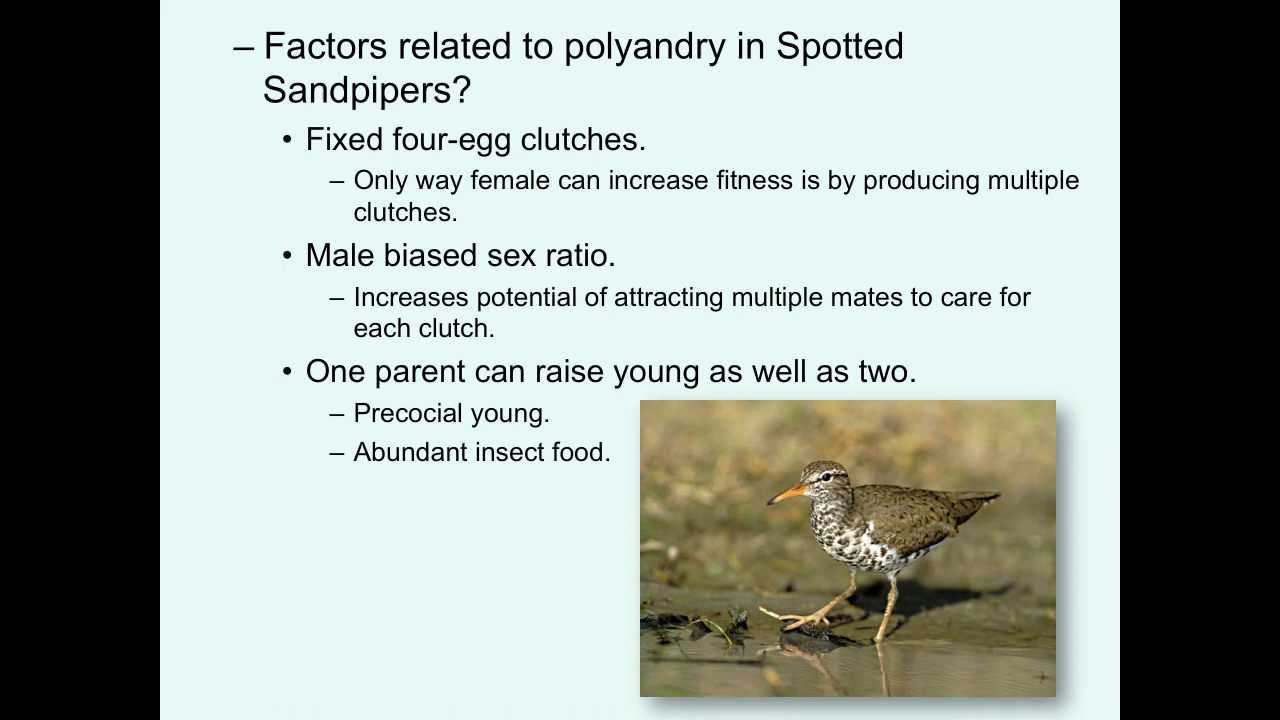 – Factors related to polyandry in Spotted
Sandpipers?
• Fixed four-egg clutches.
– Only way female can increase fitness is by producing multiple
clutches.
• Male biased sex ratio.
– Increases potential of attracting multiple mates to care for
each clutch.
• One parent can raise young as well as two.
– Precocial young.
– Abundant insect food.